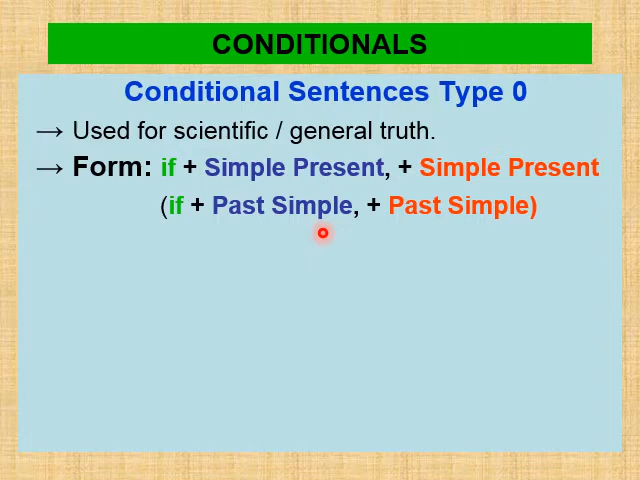 CONDITIONALS
Conditional Sentences Type 0
→ Used for scientific / general truth.
→ Form: if + Simple Present, + Simple Present
(if + Past Simple, + Past Simple)